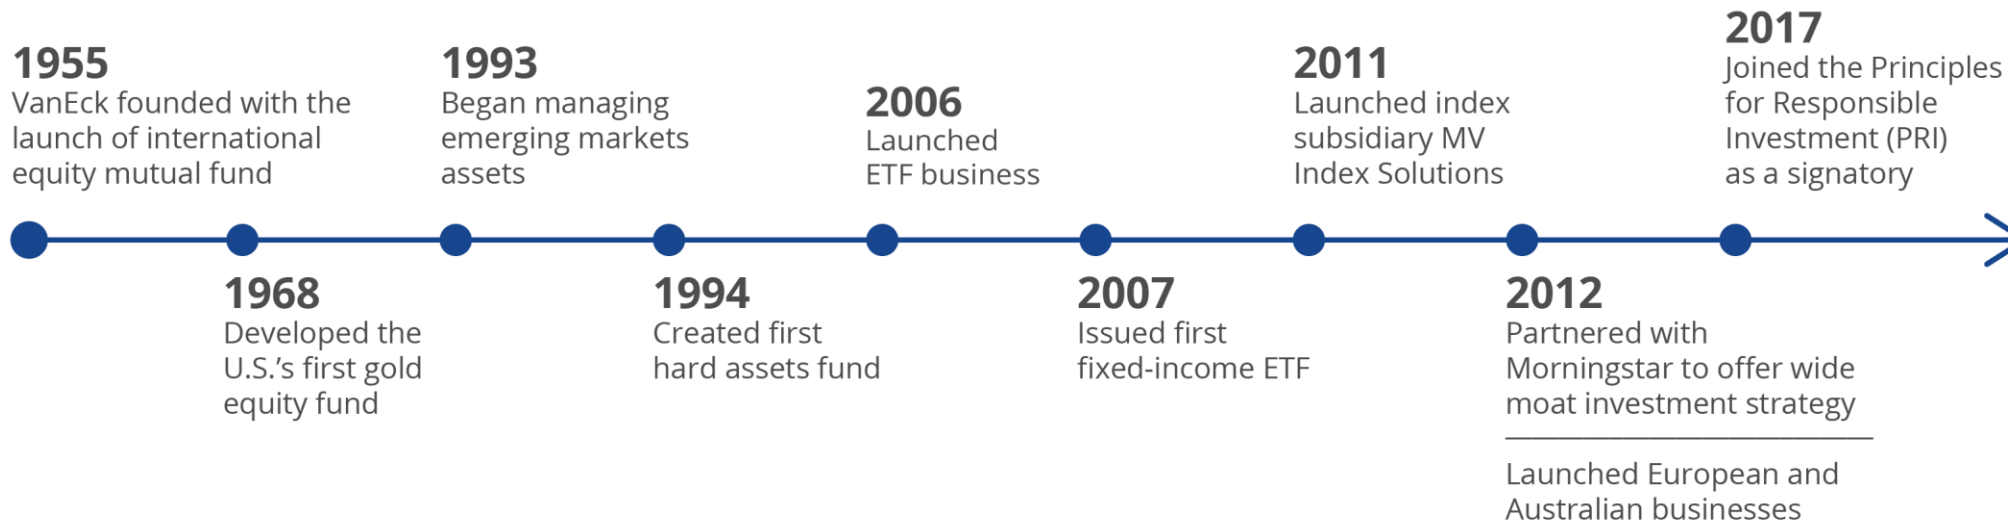 1955
VanEck founded with the
launch of international
equity mutual fund
1968
Developed the
U.S.’s first gold
equity fund
1993
Began managing
emerging markets
assets
1994
Created first
hard assets fund
2006
Launched
ETF business
2007
Issued first
fixed-income ETF
2011
Launched index
subsidiary MV
Index Solutions
2012
Partnered with
Morningstar to offer wide
moat investment strategy
Launched European and
Australian businesses
2017
Joined the Principles
for Responsible
Investment (PRI)
as a signatory